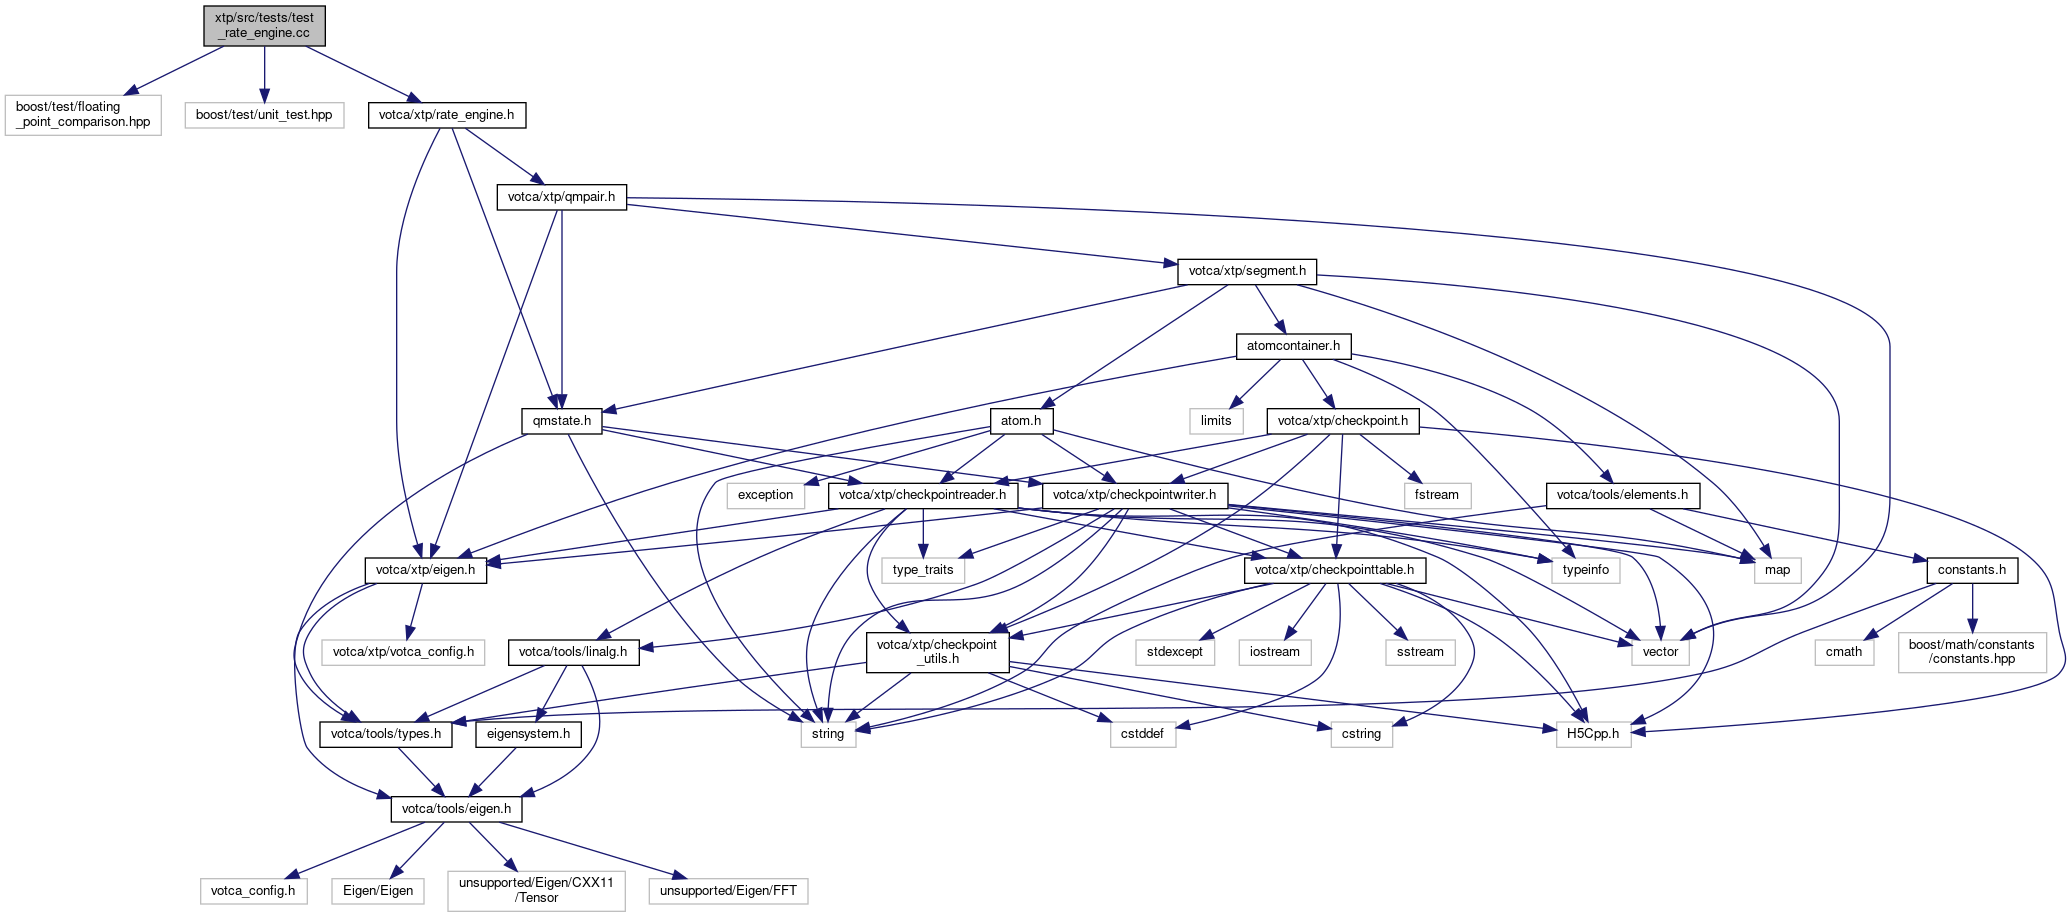 xtp/src/tests/test
_rate_engine.cc
boost/test/floating
_point_comparison.hpp
boost/test/unit_test.hpp
votca/xtp/rate_engine.h
votca/xtp/qmpair.h
votca/xtp/segment.h
atomcontainer.h
qmstate.h
atom.h
limits
votca/xtp/checkpoint.h
exception
votca/xtp/checkpointreader.h
votca/xtp/checkpointwriter.h
fstream
votca/tools/elements.h
votca/xtp/eigen.h
type_traits
votca/xtp/checkpointtable.h
typeinfo
map
constants.h
votca/xtp/votca_config.h
votca/tools/linalg.h
votca/xtp/checkpoint
_utils.h
stdexcept
iostream
sstream
vector
cmath
boost/math/constants
/constants.hpp
votca/tools/types.h
eigensystem.h
string
cstddef
cstring
H5Cpp.h
votca/tools/eigen.h
votca_config.h
Eigen/Eigen
unsupported/Eigen/CXX11
/Tensor
unsupported/Eigen/FFT